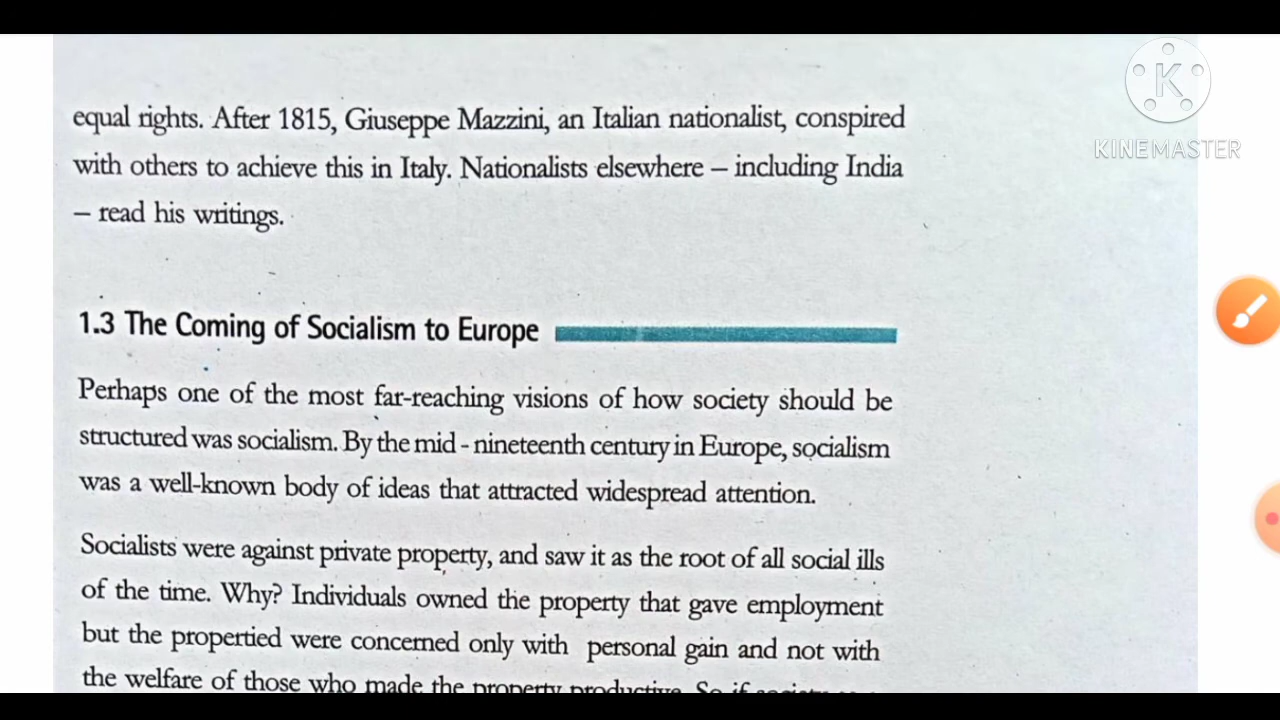 equal rights. After 1815, Giuseppe Mazzini, an Italian nationalist, conspired
with others to achieve this in Italy. Nationalists elsewhere – including India
– read his writings.
K
KINEMASTER
1.3 The Coming of Socialism to Europe
Perhaps one of the most far-reaching visions of how society should be
structured was socialism. By the mid - nineteenth century in Europe, socialism
was a well-known body of ideas that attracted widespread attention.
Socialists were against private property, and saw it as the root of all social ills
of the time. Why? Individuals owned the property that gave employment
but the propertied were concerned only with personal gain and not with
the welfare of those who made the property productive. So if